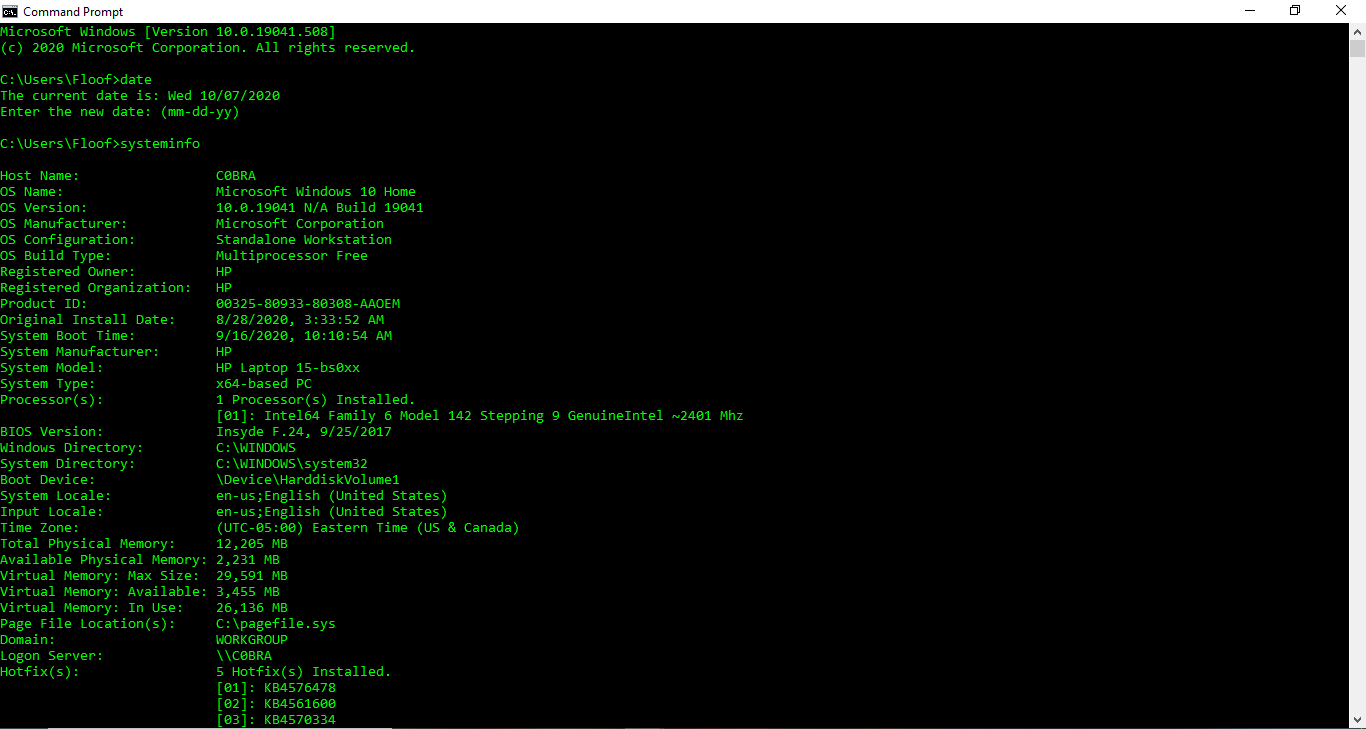 Command Prompt
Microsoft Windows [Version 10.0.19041.508]
(c) 2020 Microsoft Corporation. All rights reserved.
C:\Users\Floof>date
The current date is: Wed 10/07/2020
Enter the new date: (mm-dd-yy)
C:\Users\Floof>systeminfo
Host Name: C0BRA
OS Name: Microsoft Windows 10 Home
OS Version: 10.0.19041 N/A Build 19041
OS Manufacturer: Microsoft Corporation
OS Configuration: Standalone Workstation
OS Build Type: Multiprocessor Free
Registered Owner: HP
Registered Organization: HP
Product ID: 00325-80933-80308-AAOEM
Original Install Date: 8/28/2020, 3:33:52 AM
System Boot Time: 9/16/2020, 10:10:54 AM
System Manufacturer: HP
System Model: HP Laptop 15-bs0xx
System Type: x64-based PC
Processor(s): 1 Processor(s) Installed.
[01]: Intel64 Family 6 Model 142 Stepping 9 GenuineIntel ~2401 Mhz
BIOS Version: Insyde F.24, 9/25/2017
Windows Directory: C:\WINDOWS
System Directory: C:\WINDOWS\system32
Boot Device: \Device\HarddiskVolume1
System Locale: en-us;English (United States)
Input Locale: en-us;English (United States)
Time Zone: (UTC-05:00) Eastern Time (US & Canada)
Total Physical Memory: 12,205 MB
Available Physical Memory: 2,231 MB
Virtual Memory: Max Size: 29,591 MB
Virtual Memory: Available: 3,455 MB
Virtual Memory: In Use: 26,136 MB
Page File Location(s): C:\pagefile.sys
Domain: WORKGROUP
Logon Server: \\C0BRA
Hotfix(s): 5 Hotfix(s) Installed.
[01]: KB4576478
[02]: KB4561600
[03]: KB4570334